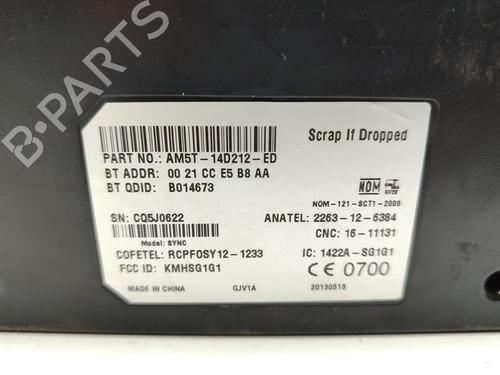 B-PARTS
Scrap If Dropped
PART NO.: AM5T-14D212-ED
BT ADDR: 00 21 CC E5 B8 AA
BT QDID: B014673
NOM
NOM-121-SCT1-2009
SN: CQ5J0622
ANATEL: 2263-12-6384
Model: SYNC
CNC: 16-11131
COFETEL: RCPFOSY12-1233
IC: 1422A-SG1G1
FCC ID: KMHSG1G1
CE 0700
MADE IN CHINA
GJV1A
20130518